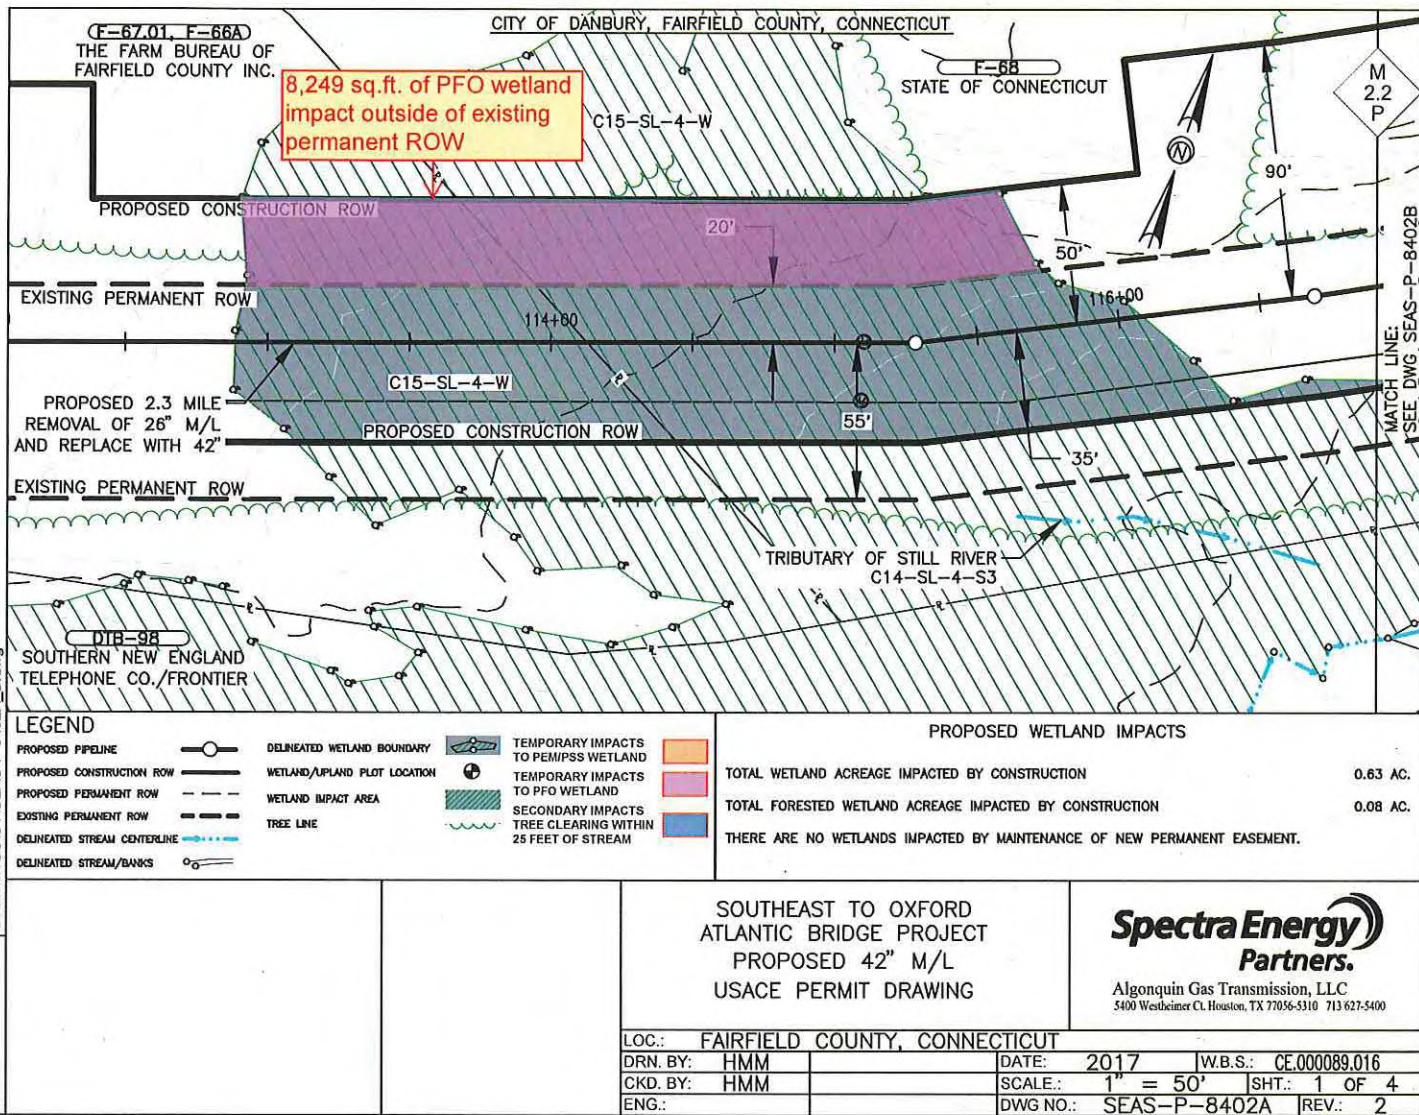 CITY OF DANBURY, FAIRFIELD COUNTY, CONNECTICUT
F-67.01, F-66A
THE FARM BUREAU OF
FAIRFIELD COUNTY INC.
8,249 sq.ft. of PFO wetland
impact outside of existing
permanent ROW
C15-SL-4-W
F-68
STATE OF CONNECTICUT
M
2.2
P
N
90'
50'
20'
PROPOSED CONSTRUCTION ROW
EXISTING PERMANENT ROW
114+00
116+00
C15-SL-4-W
PROPOSED 2.3 MILE
REMOVAL OF 26" M/L
AND REPLACE WITH 42"
PROPOSED CONSTRUCTION ROW
55'
35'
EXISTING PERMANENT ROW
MATCH LINE:
SEE DWG SEAS-P-8402B
TRIBUTARY OF STILL RIVER
C14-SL-4-S3
DTB-98
SOUTHERN NEW ENGLAND
TELEPHONE CO./FRONTIER
LEGEND
PROPOSED PIPELINE
PROPOSED CONSTRUCTION ROW
PROPOSED PERMANENT ROW
EXISTING PERMANENT ROW
DELINEATED STREAM CENTERLINE
DELINEATED STREAM/BANKS
DELINEATED WETLAND BOUNDARY
WETLAND/UPLAND PLOT LOCATION
WETLAND IMPACT AREA
TREE LINE
TEMPORARY IMPACTS
TO PEM/PSS WETLAND
TEMPORARY IMPACTS
TO PFO WETLAND
SECONDARY IMPACTS
TREE CLEARING WITHIN
25 FEET OF STREAM
PROPOSED WETLAND IMPACTS
TOTAL WETLAND ACREAGE IMPACTED BY CONSTRUCTION 0.63 AC.
TOTAL FORESTED WETLAND ACREAGE IMPACTED BY CONSTRUCTION 0.08 AC.
THERE ARE NO WETLANDS IMPACTED BY MAINTENANCE OF NEW PERMANENT EASEMENT.
SOUTHEAST TO OXFORD
ATLANTIC BRIDGE PROJECT
PROPOSED 42" M/L
USACE PERMIT DRAWING
Spectra Energy
Partners.
Algonquin Gas Transmission, LLC
5400 Westheimer Ct. Houston, TX 77056-5310 713 627-5400
LOC.: FAIRFIELD COUNTY, CONNECTICUT
DRN. BY: HMM DATE: 2017 W.B.S.: CE.000089.016
CKD. BY: HMM SCALE.: 1" = 50' SHT.: 1 OF 4
ENG.: DWG NO.: SEAS-P-8402A REV.: 2